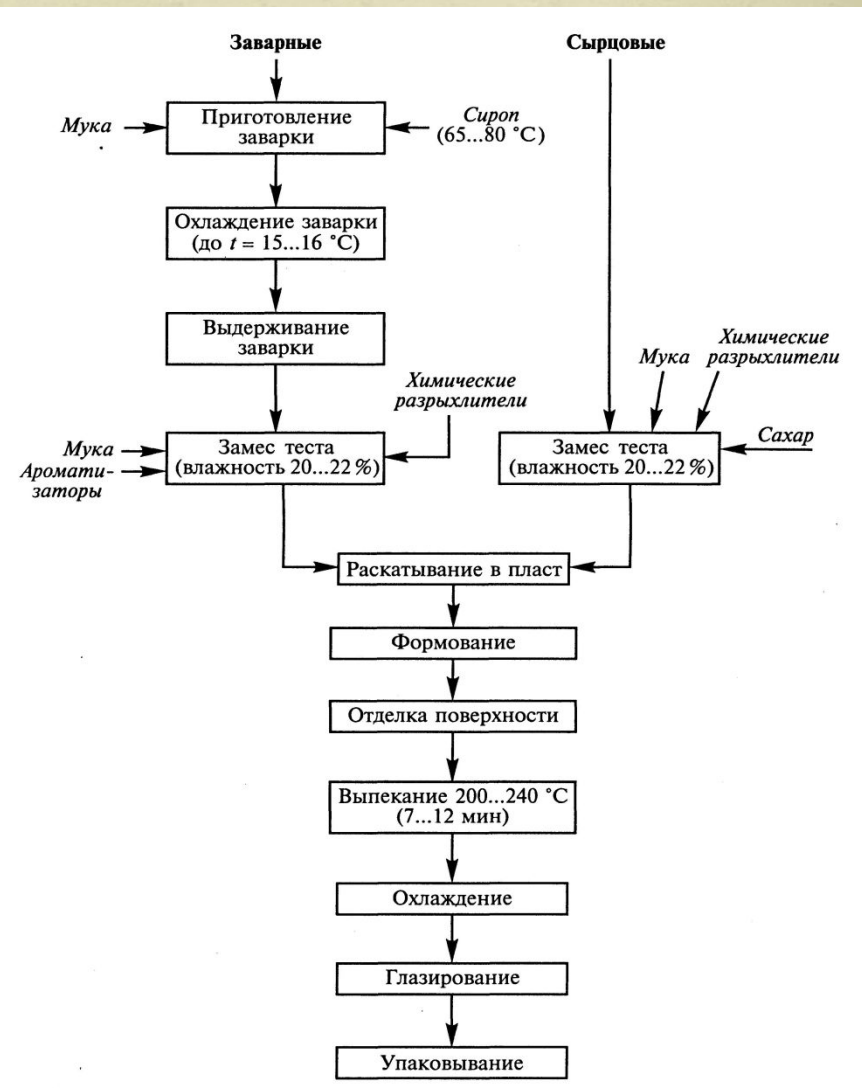 Заварные
Сырцовые
Мука
Приготовление
заварки
Сироп
(65...80 °С)
Охлаждение заварки
(до t = 15...16 °С)
Выдерживание
заварки
Химические
разрыхлители
Мука
Химические
разрыхлители
Мука
Аромати-
заторы
Замес теста
(влажность 20...22 %)
Замес теста
(влажность 20...22 %)
Сахар
Раскатывание в пласт
Формование
Отделка поверхности
Выпекание 200...240 °С
(7...12 мин)
Охлаждение
Глазирование
Упаковывание